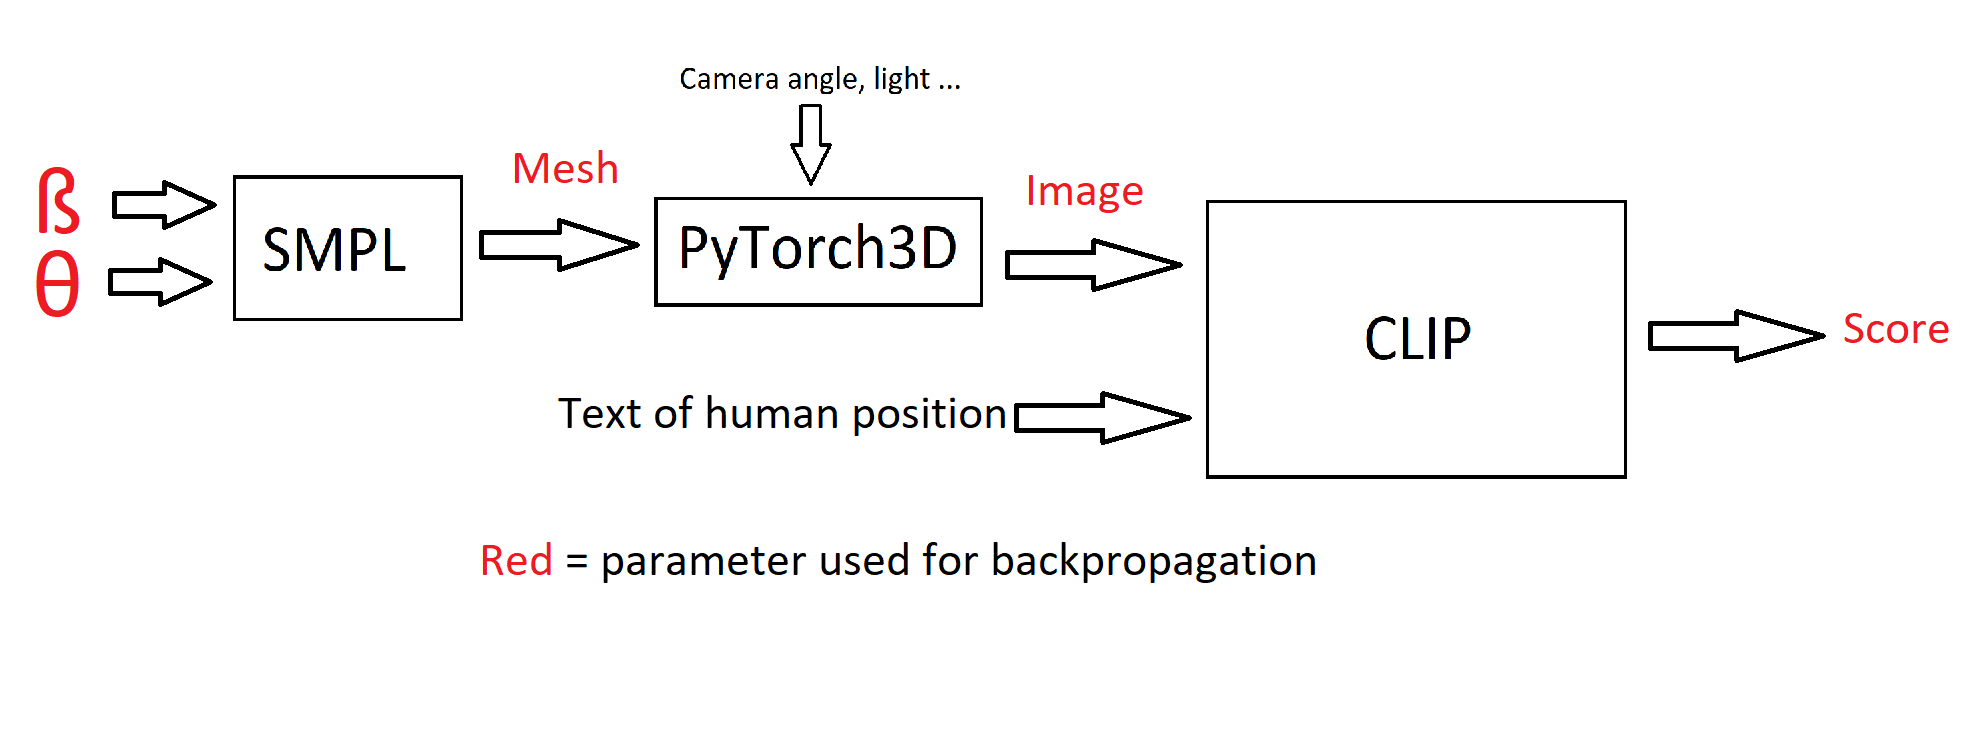 Camera angle, light ...
ß
θ
SMPL
Mesh
PyTorch3D
Image
CLIP
Score
Text of human position
Red = parameter used for backpropagation